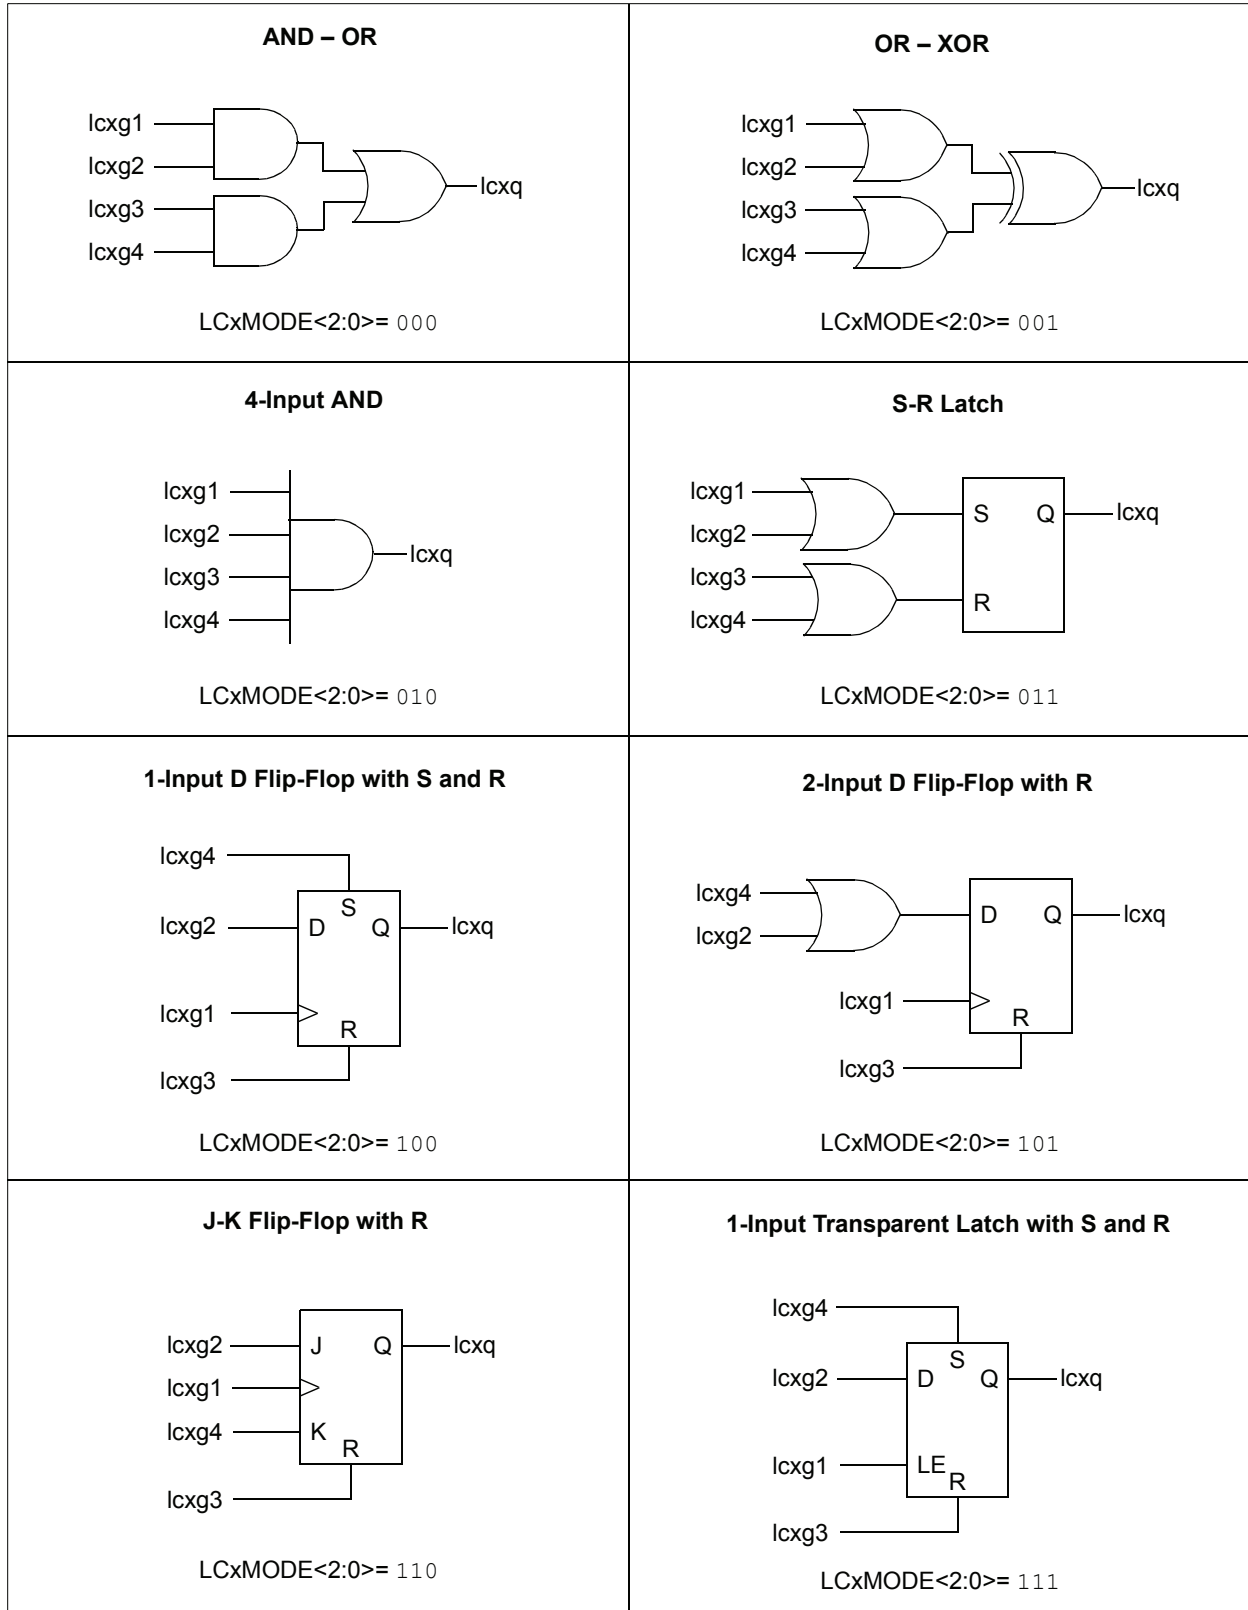 AND – OR
lcxg1
lcxg2
lcxg3
lcxg4
lcxq
LCxMODE<2:0>= 000
OR – XOR
lcxg1
lcxg2
lcxg3
lcxg4
lcxq
LCxMODE<2:0>= 001
4-Input AND
lcxg1
lcxg2
lcxg3
lcxg4
lcxq
LCxMODE<2:0>= 010
S-R Latch
lcxg1
lcxg2
lcxg3
lcxg4
S Q lcxq
R
LCxMODE<2:0>= 011
1-Input D Flip-Flop with S and R
lcxg4
S
lcxg2 D Q lcxq
lcxg1
R
lcxg3
LCxMODE<2:0>= 100
2-Input D Flip-Flop with R
lcxg4
lcxg2
D Q lcxq
lcxg1
R
lcxg3
LCxMODE<2:0>= 101
J-K Flip-Flop with R
lcxg2 J Q lcxq
lcxg1
lcxg4 K
R
lcxg3
LCxMODE<2:0>= 110
1-Input Transparent Latch with S and R
lcxg4
S
lcxg2 D Q lcxq
lcxg1 LE
R
lcxg3
LCxMODE<2:0>= 111